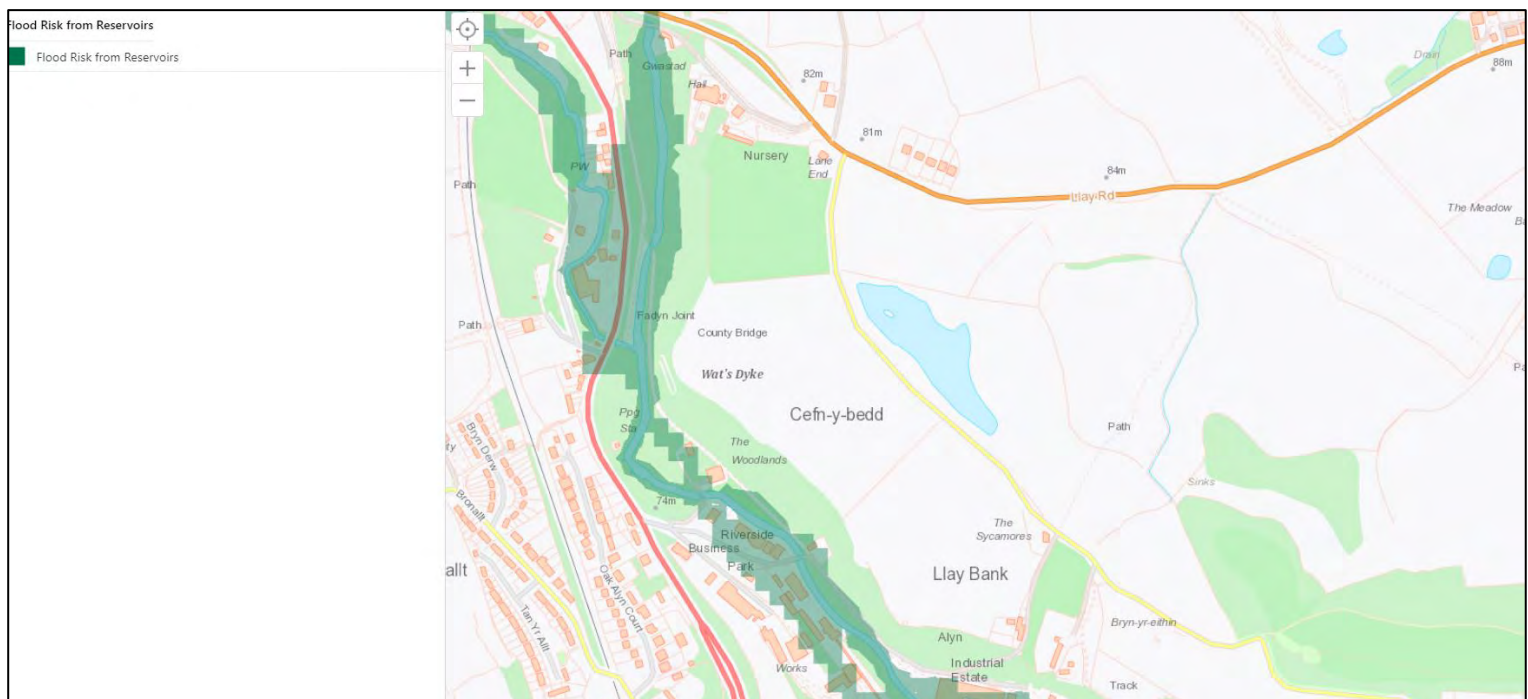 Flood Risk from Reservoirs
Flood Risk from Reservoirs
Path
Gwastad
Hall
82m
Drain
88m
81m
Nursery
Lane
End
PW
Path
84m
Llay Rd
The Meadow
Fadyn Joint
Path
County Bridge
Wat's Dyke
Cefn-y-bedd
Ppg
Sta
Path
The
Woodlands
Bryn Derw
Sinks
Bronallt
74m
The
Sycamores
Riverside
Business
Park
allt
Oak Alyn Court
Llay Bank
Tan Yr Allt
Bryn-yr-eithin
Alyn
Industrial
Estate
Works
Track